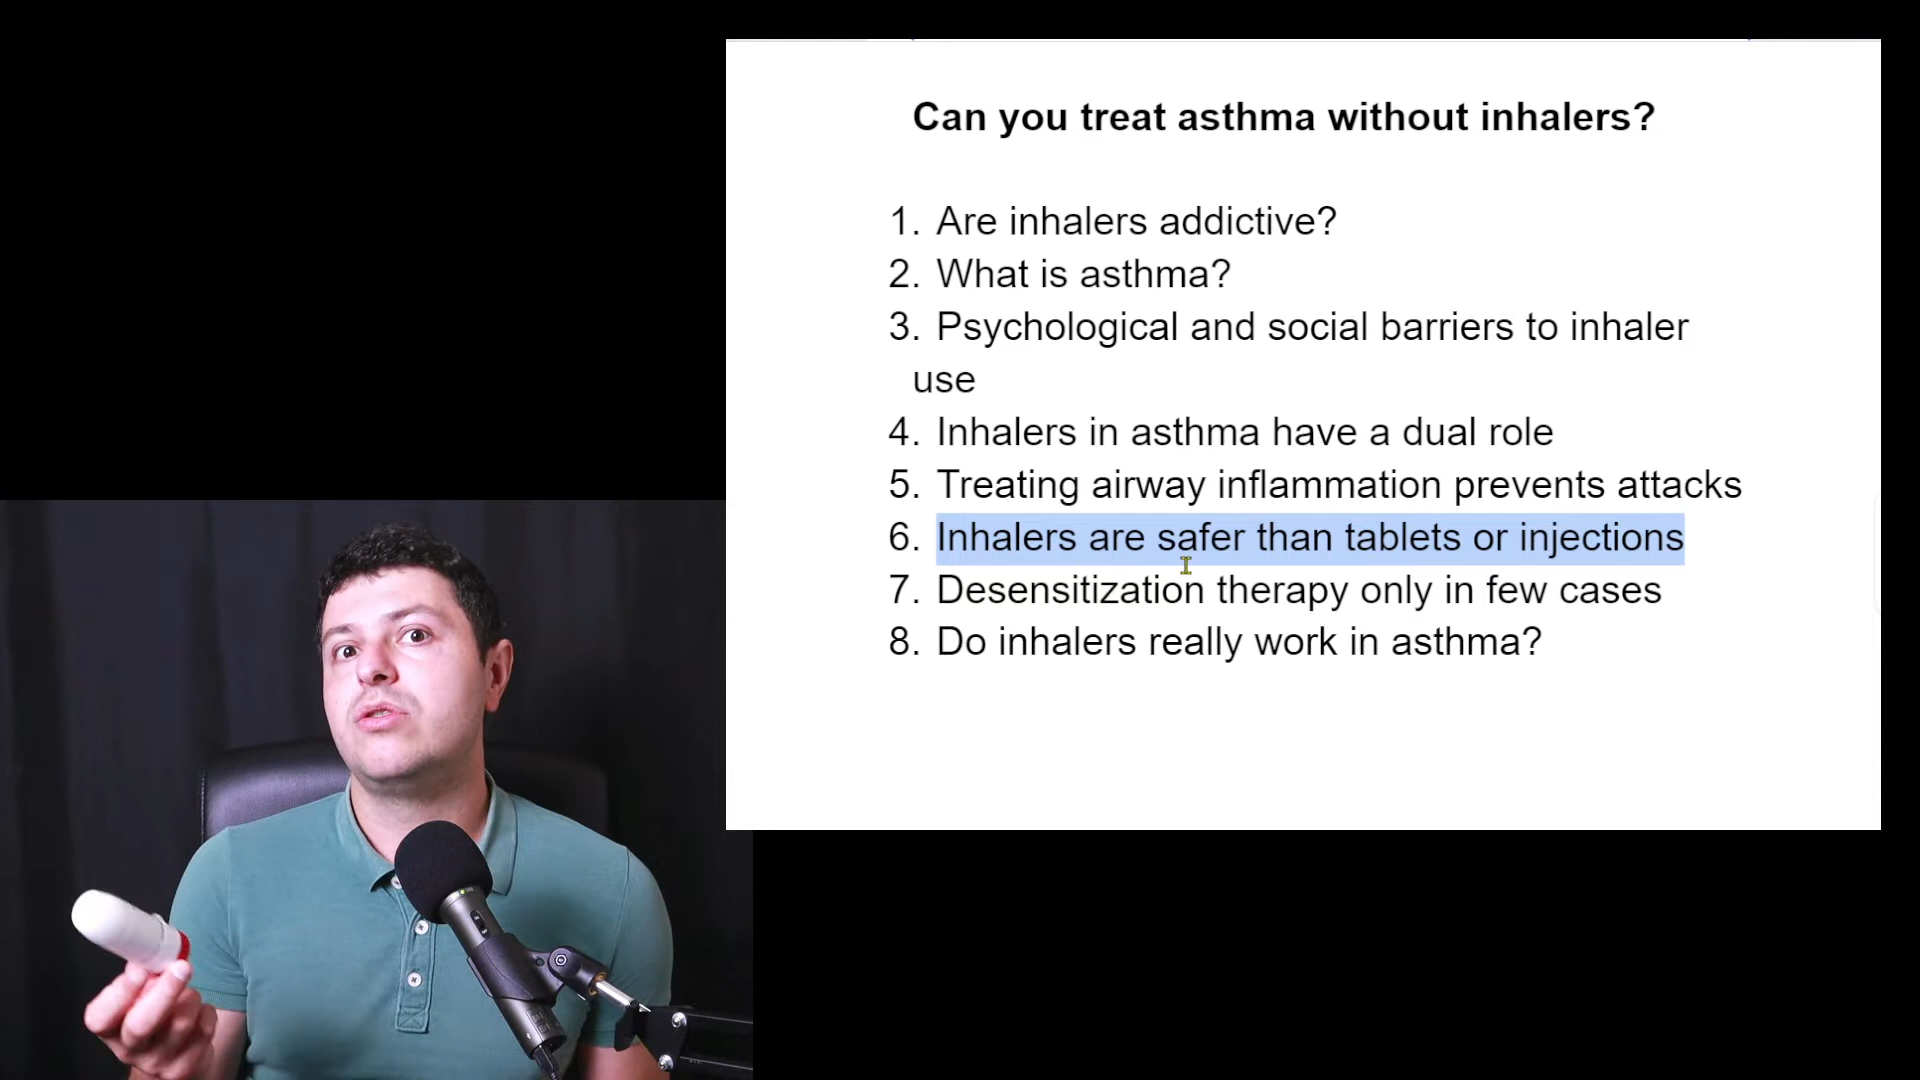 Can you treat asthma without inhalers?
1. Are inhalers addictive?
2. What is asthma?
3. Psychological and social barriers to inhaler
use
4. Inhalers in asthma have a dual role
5. Treating airway inflammation prevents attacks
6. Inhalers are safer than tablets or injections
7. Desensitization therapy only in few cases
8. Do inhalers really work in asthma?